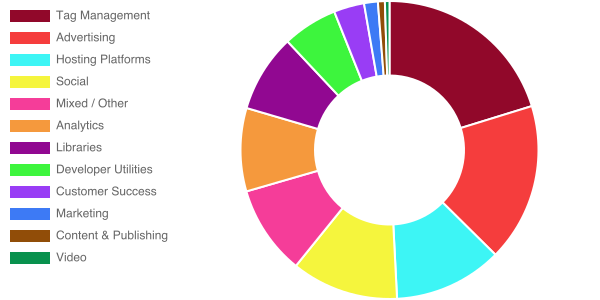 Tag Management
Advertising
Hosting Platforms
Social
Mixed / Other
Analytics
Libraries
Developer Utilities
Customer Success
Marketing
Content & Publishing
Video